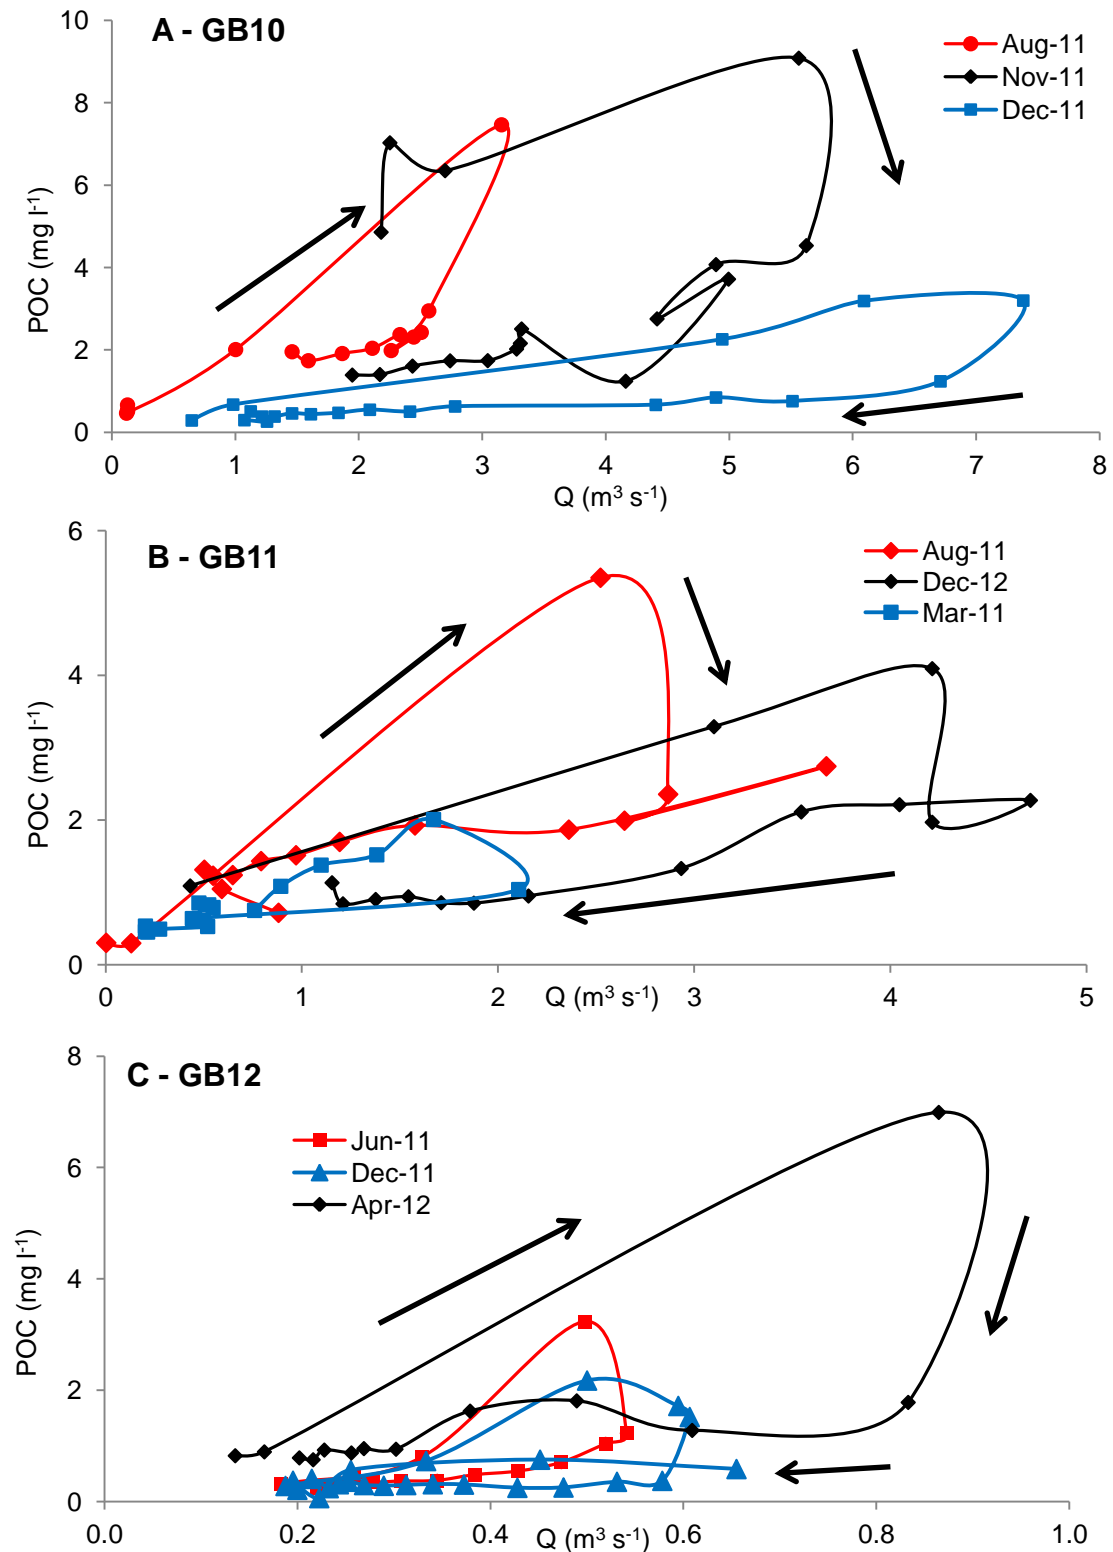 A - GB10
Aug-11
Nov-11
Dec-11
POC (mg l⁻¹)
10
8
6
4
2
0
0 1 2 3 4 5 6 7 8
Q (m³ s⁻¹)
B - GB11
Aug-11
Dec-12
Mar-11
POC (mg l⁻¹)
6
4
2
0
0 1 2 3 4 5
Q (m³ s⁻¹)
C - GB12
Jun-11
Dec-11
Apr-12
POC (mg l⁻¹)
8
6
4
2
0
0.0 0.2 0.4 0.6 0.8 1.0
Q (m³ s⁻¹)